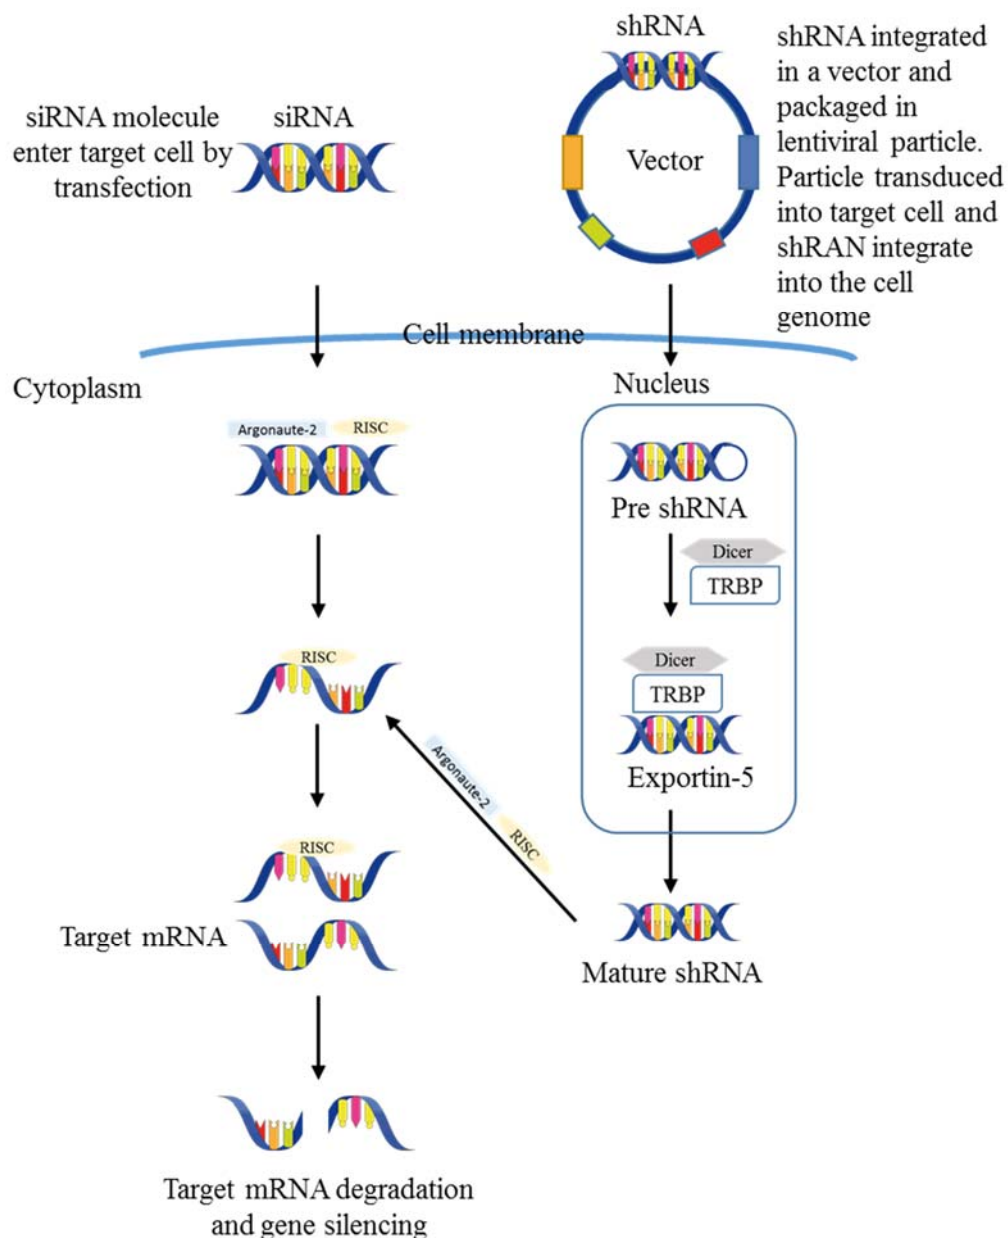 siRNA molecule
enter target cell by
transfection
siRNA
shRNA
Vector
shRNA integrated
in a vector and
packaged in
lentiviral particle.
Particle transduced
into target cell and
shRAN integrate
into the cell
genome
Cell membrane
Cytoplasm
Nucleus
Argonaute-2
RISC
Pre shRNA
Dicer
TRBP
RISC
Dicer
TRBP
Exportin-5
Argonaute-2
RISC
RISC
Target mRNA
Mature shRNA
Target mRNA degradation
and gene silencing